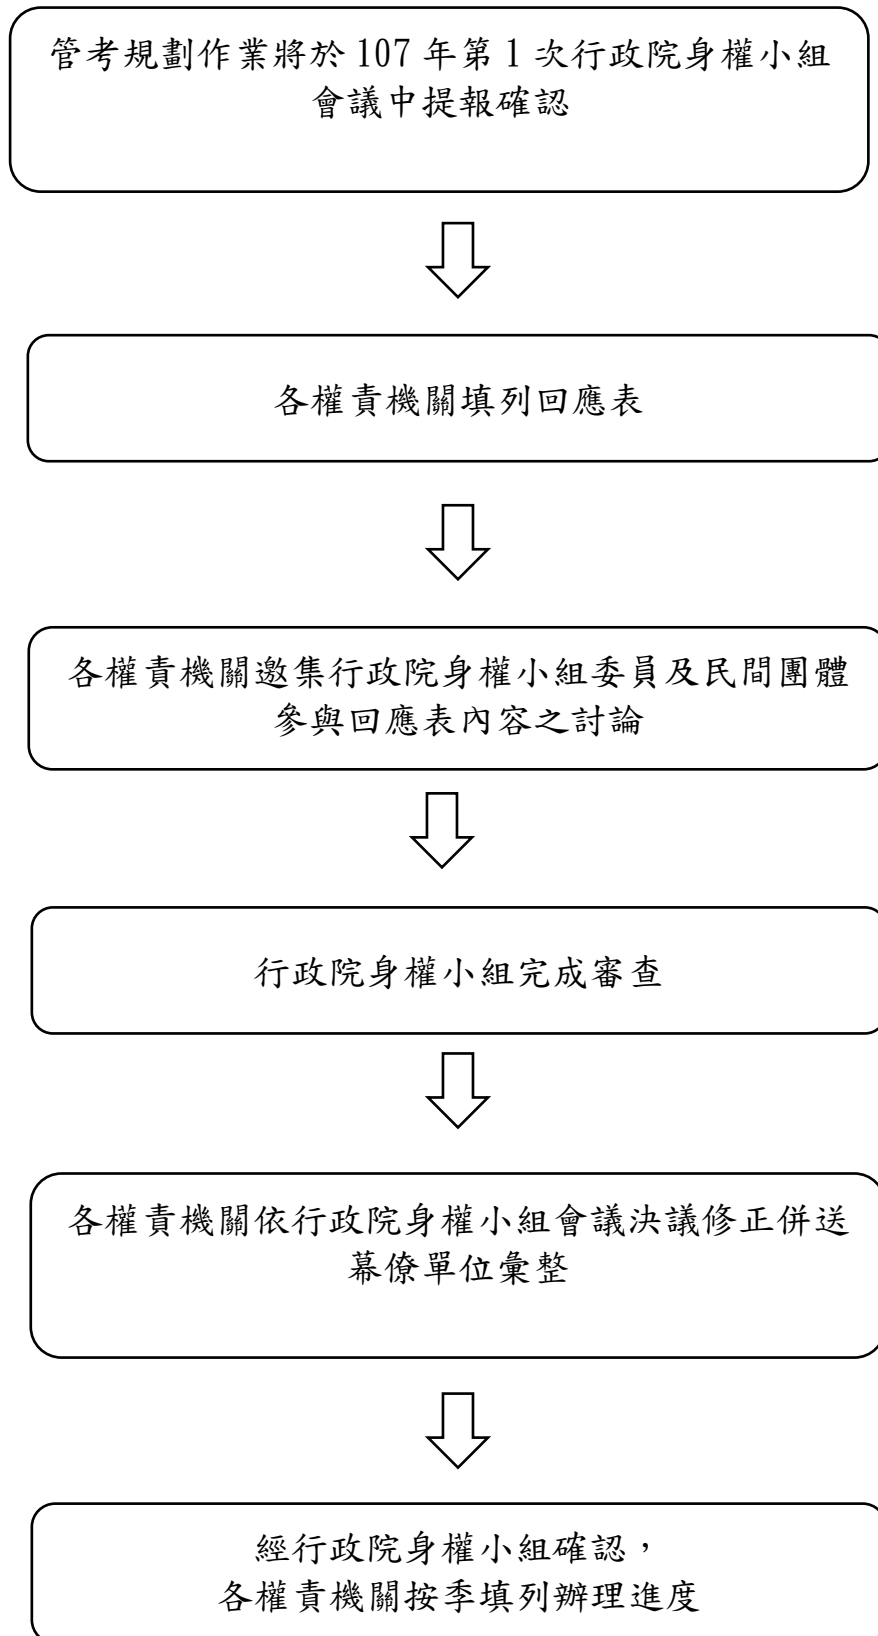 管考規劃作業將於 107 年第 1 次行政院身權小組
會議中提報確認
各權責機關填列回應表
各權責機關邀集行政院身權小組委員及民間團體
參與回應表內容之討論
行政院身權小組完成審查
各權責機關依行政院身權小組會議決議修正併送
幕僚單位彙整
經行政院身權小組確認，
各權責機關按季填列辦理進度